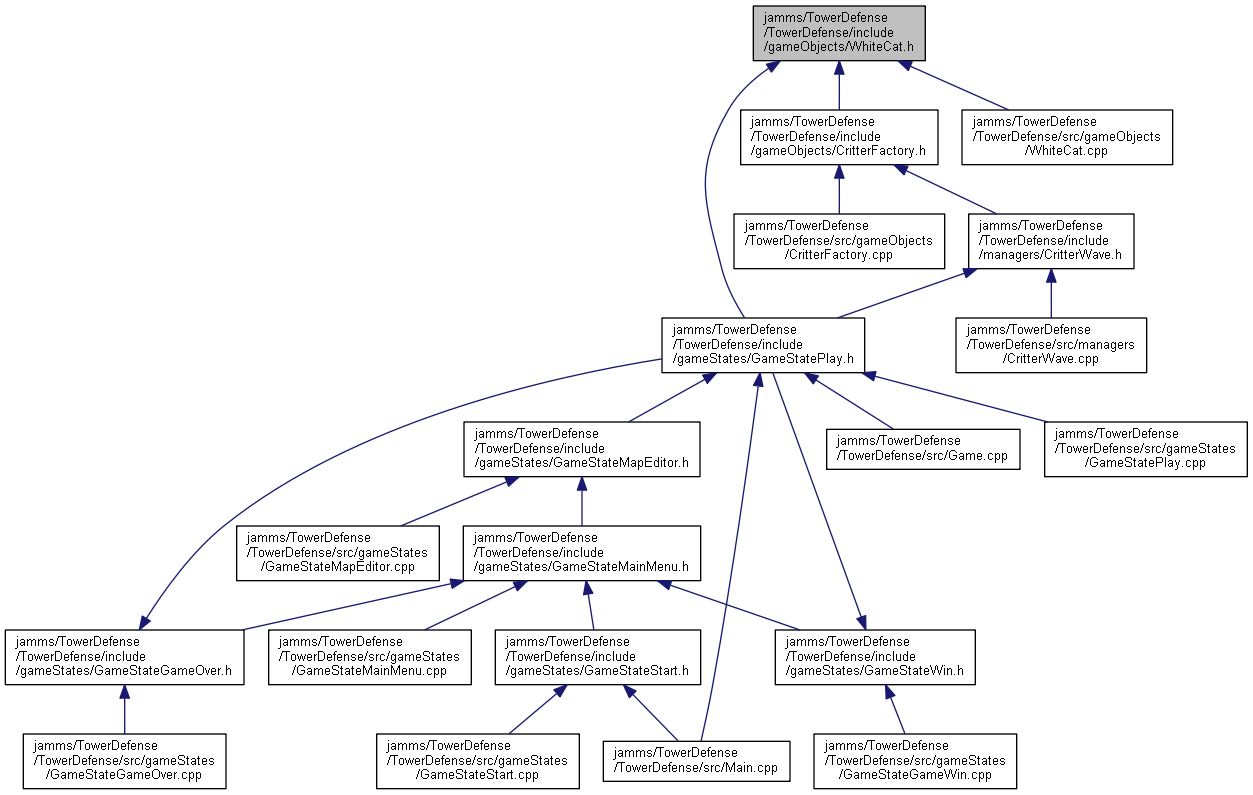 jamms/TowerDefense
/TowerDefense/include
/gameObjects/WhiteCat.h
jamms/TowerDefense
/TowerDefense/include
/gameObjects/CritterFactory.h
jamms/TowerDefense
/TowerDefense/src/gameObjects
/WhiteCat.cpp
jamms/TowerDefense
/TowerDefense/src/gameObjects
/CritterFactory.cpp
jamms/TowerDefense
/TowerDefense/include
/managers/CritterWave.h
jamms/TowerDefense
/TowerDefense/include
/gameStates/GameStatePlay.h
jamms/TowerDefense
/TowerDefense/src/managers
/CritterWave.cpp
jamms/TowerDefense
/TowerDefense/include
/gameStates/GameStateMapEditor.h
jamms/TowerDefense
/TowerDefense/src/Game.cpp
jamms/TowerDefense
/TowerDefense/src/gameStates
/GameStatePlay.cpp
jamms/TowerDefense
/TowerDefense/src/gameStates
/GameStateMapEditor.cpp
jamms/TowerDefense
/TowerDefense/include
/gameStates/GameStateMainMenu.h
jamms/TowerDefense
/TowerDefense/include
/gameStates/GameStateGameOver.h
jamms/TowerDefense
/TowerDefense/src/gameStates
/GameStateMainMenu.cpp
jamms/TowerDefense
/TowerDefense/include
/gameStates/GameStateStart.h
jamms/TowerDefense
/TowerDefense/include
/gameStates/GameStateWin.h
jamms/TowerDefense
/TowerDefense/src/gameStates
/GameStateGameOver.cpp
jamms/TowerDefense
/TowerDefense/src/gameStates
/GameStateStart.cpp
jamms/TowerDefense
/TowerDefense/src/Main.cpp
jamms/TowerDefense
/TowerDefense/src/gameStates
/GameStateGameWin.cpp